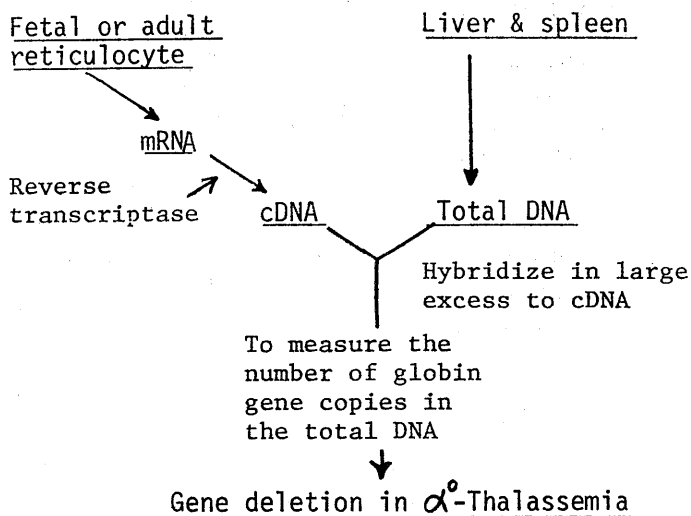 Fetal or adult
reticulocyte
Liver & spleen
mRNA
Reverse
transcriptase
cDNA
Total DNA
Hybridize in large
excess to cDNA
To measure the
number of globin
gene copies in
the total DNA
Gene deletion in α°-Thalassemia